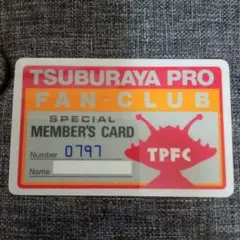 TSUBURAYA PRO
FAN-CLUB
SPECIAL
MEMBER'S CARD
Number 0797
Name
TPFC